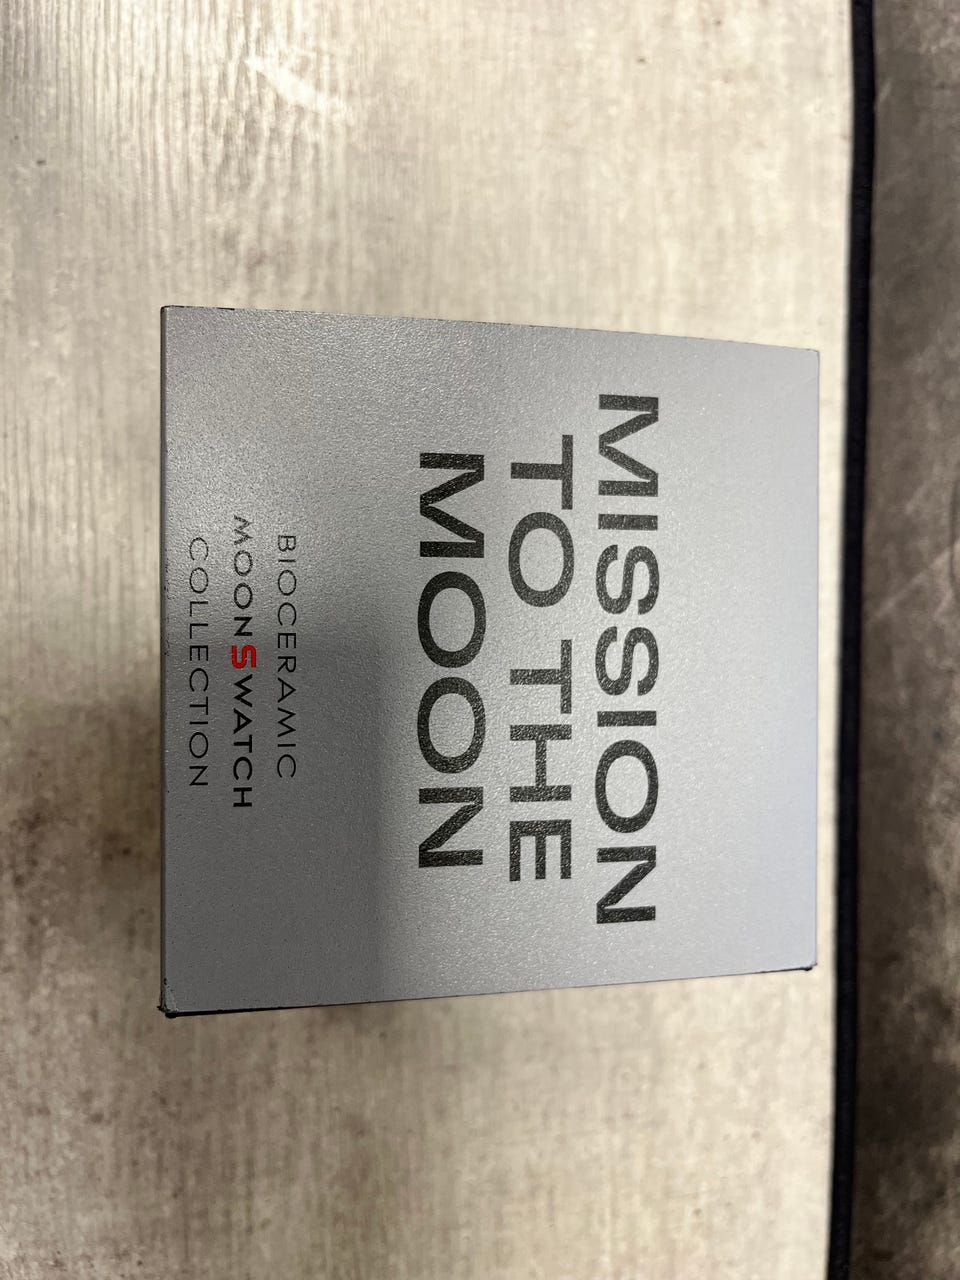 MISSION
TO THE
MOON
BIOCERAMIC
MOONSWATCH
COLLECTION